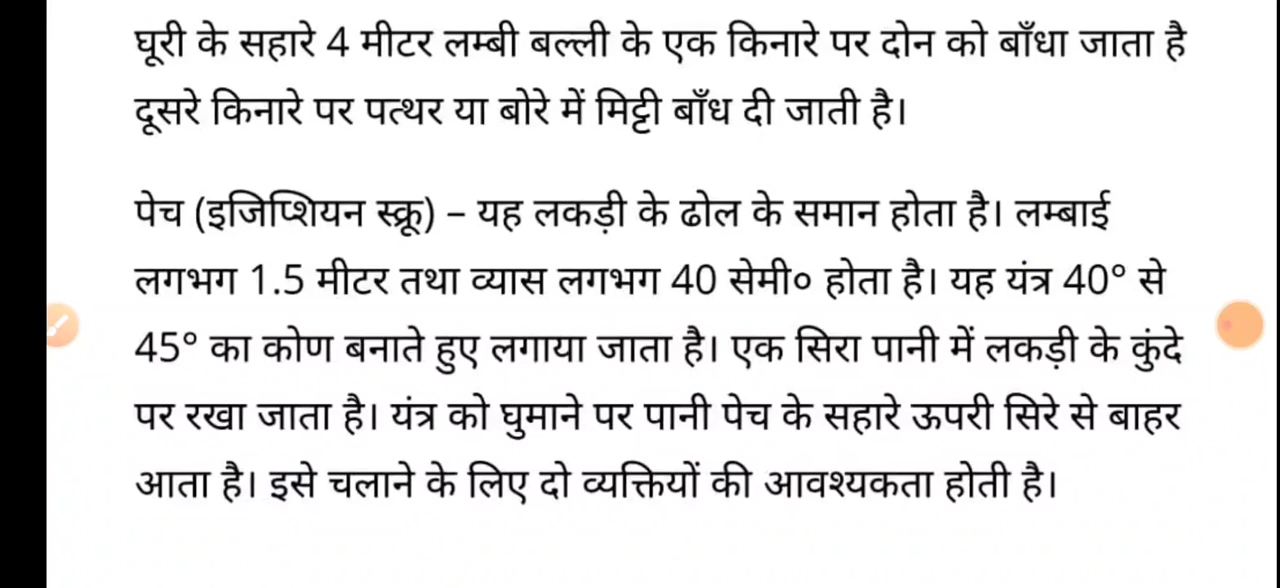 घूरी के सहारे 4 मीटर लम्बी बल्ली के एक किनारे पर दोन को बाँधा जाता है
दूसरे किनारे पर पत्थर या बोरे में मिट्टी बाँध दी जाती है।
पेच (इजिप्शियन स्क्रू) – यह लकड़ी के ढोल के समान होता है। लम्बाई
लगभग 1.5 मीटर तथा व्यास लगभग 40 सेमी० होता है। यह यंत्र 40° से
45° का कोण बनाते हुए लगाया जाता है। एक सिरा पानी में लकड़ी के कुंदे
पर रखा जाता है। यंत्र को घुमाने पर पानी पेच के सहारे ऊपरी सिरे से बाहर
आता है। इसे चलाने के लिए दो व्यक्तियों की आवश्यकता होती है।